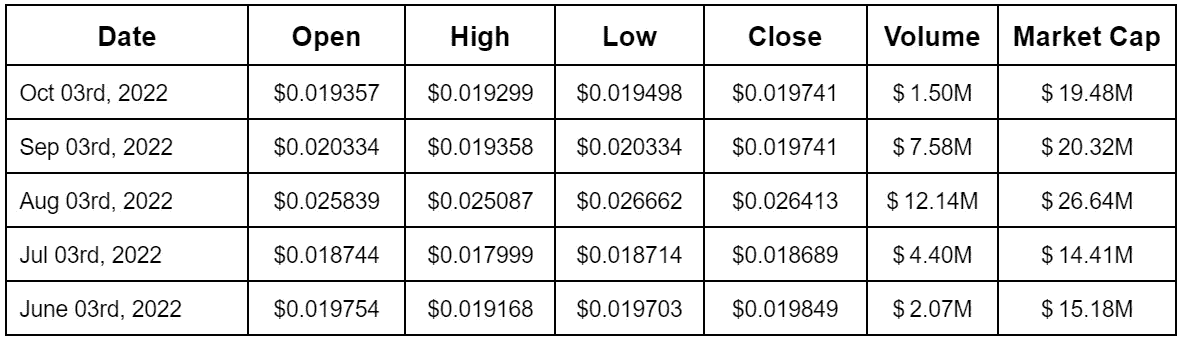 Date Open High Low Close Volume Market Cap
Oct 03rd, 2022 $0.019357 $0.019299 $0.019498 $0.019741 $ 1.50M $ 19.48M
Sep 03rd, 2022 $0.020334 $0.019358 $0.020334 $0.019741 $ 7.58M $ 20.32M
Aug 03rd, 2022 $0.025839 $0.025087 $0.026662 $0.026413 $ 12.14M $ 26.64M
Jul 03rd, 2022 $0.018744 $0.017999 $0.018714 $0.018689 $ 4.40M $ 14.41M
June 03rd, 2022 $0.019754 $0.019168 $0.019703 $0.019849 $ 2.07M $ 15.18M